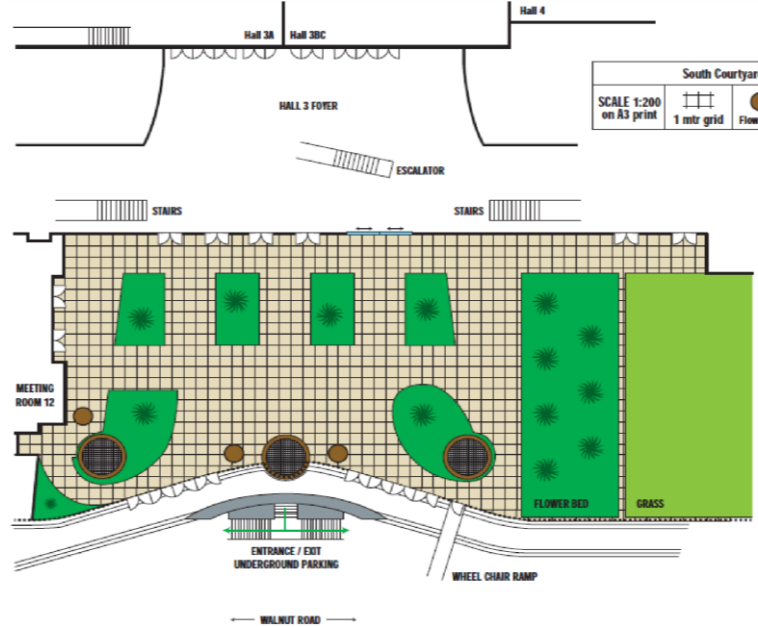 Hall 4
Hall 3A
Hall 3BC
South Courtyar
SCALE 1:200
on A3 print
1 mtr grid
Flow
HALL 3 FOYER
ESCALATOR
STAIRS
STAIRS
MEETING
ROOM 12
FLOWER BED
GRASS
ENTRANCE / EXIT
UNDERGROUND PARKING
WHEEL CHAIR RAMP
WALNUT ROAD